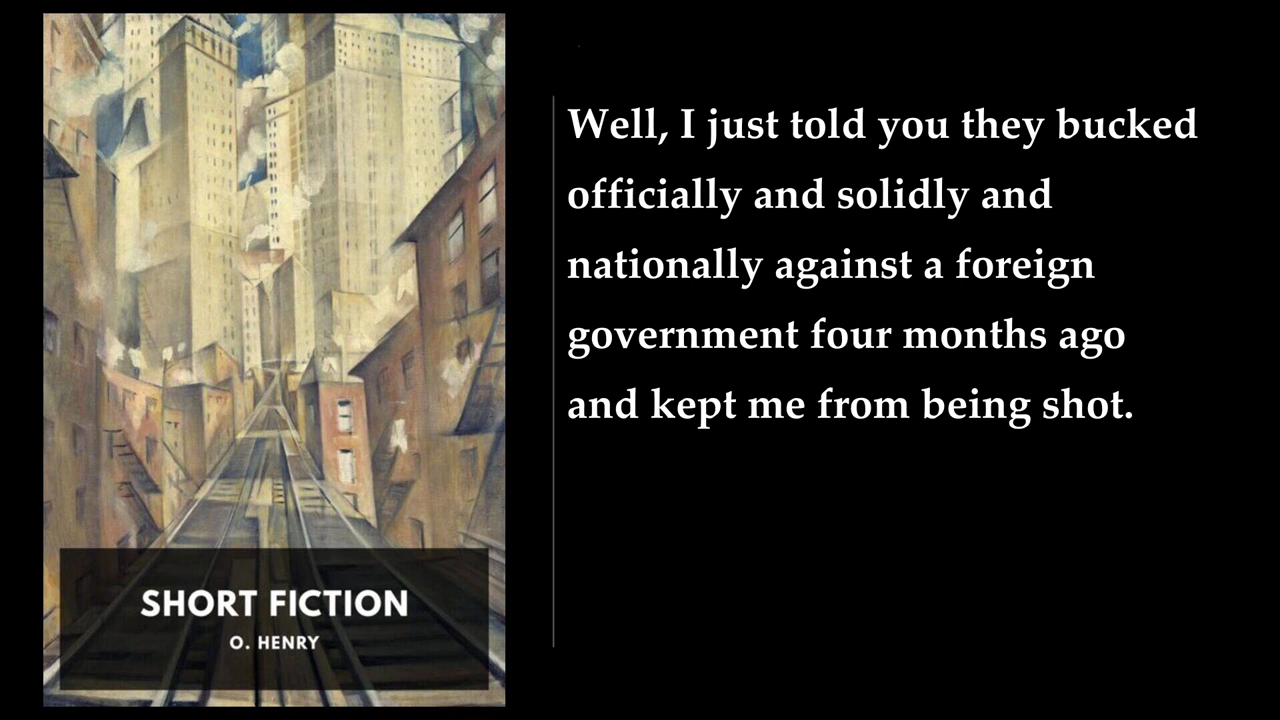 SHORT FICTION
O. HENRY
Well, I just told you they bucked
officially and solidly and
nationally against a foreign
government four months ago
and kept me from being shot.